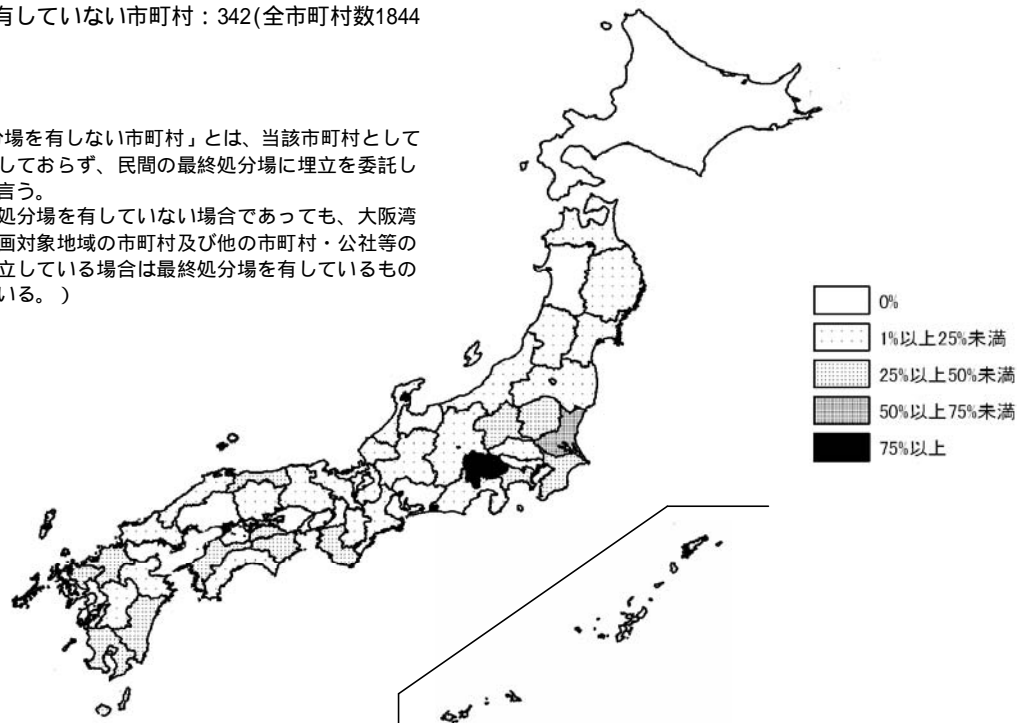 有していない市町村：342(全市町村数1844
分場を有しない市町村」とは、当該市町村として
しておらず、民間の最終処分場に埋立を委託し
言う。
処分場を有していない場合であっても、大阪湾
画対象地域の市町村及び他の市町村・公社等の
立している場合は最終処分場を有しているもの
いる。）
0%
1%以上25%未満
25%以上50%未満
50%以上75%未満
75%以上